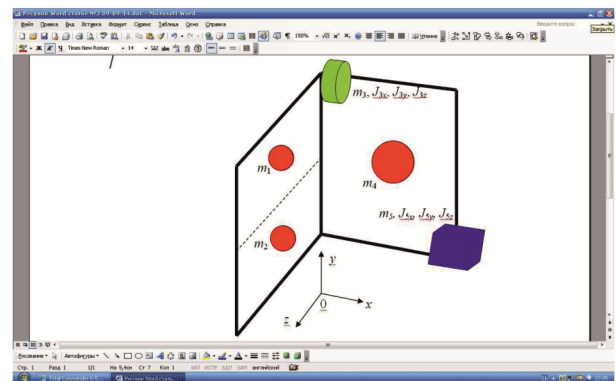 Рисунок Word статья №2 09-09-14.doc - Microsoft Word
Файл Правка Вид Вставка Формат Сервис Таблица Окно Справка
Введите вопрос
Закрыть
150%
Чтение
Times New Roman 14 Ж К Ч
m3, J3x, J3y, J3z
m1
m4
m5, J5x, J5y, J5z
m2
y
0
x
z
Рисование Автофигуры
Стр. 1 Разд 1 1/1 На 5,4см Ст 7 Кол 1 ЗАП ИСПР ВДЛ ЗАМ английский
Total Commander 6.5...